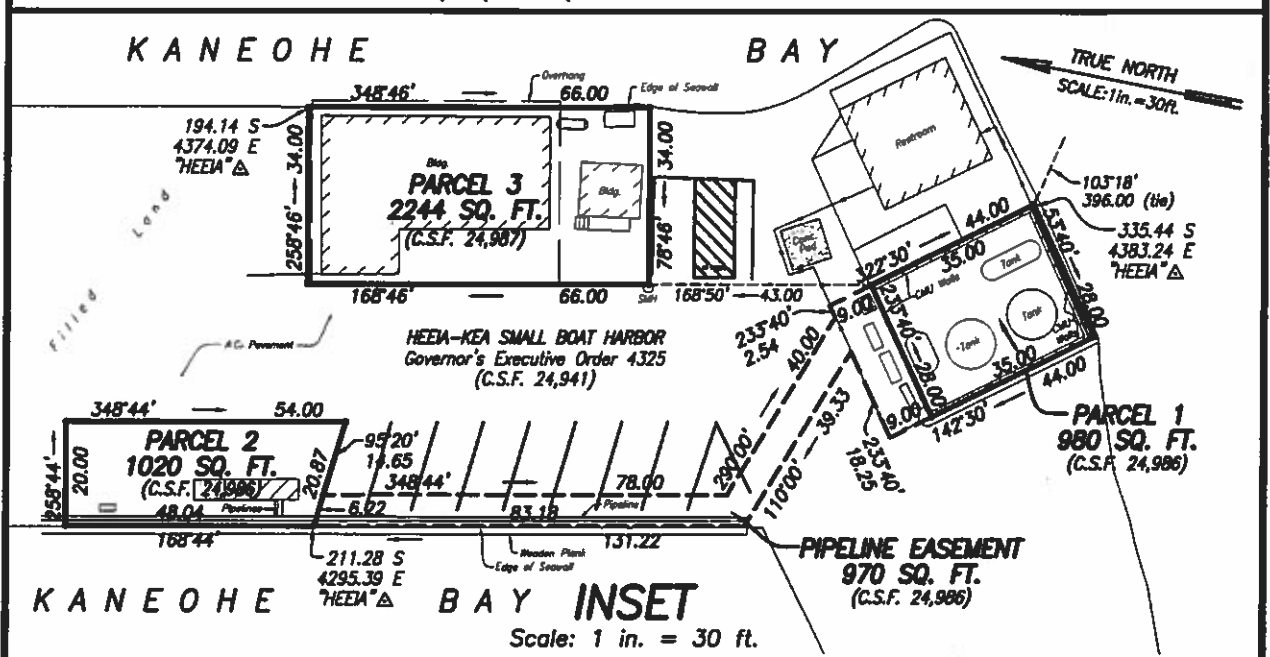 KANEOHE BAY
TRUE NORTH
SCALE: 1in.=30ft.
Overhang
Edge of Seawall
348°46'
66.00
194.14 S
4374.09 E
"HEEIA"
34.00
258°46'
Bldg.
PARCEL 3
2244 SQ. FT.
(C.S.F. 24,987)
Bldg.
34.00
78°46'
168°46'
66.00
SMH
168°50'
43.00
Restroom
103°18'
396.00 (tie)
335.44 S
4383.24 E
"HEEIA"
44.00
322°30'
35.00
53°40'
28.00
CMU Walls
Tank
Tank
Tank
CMU Walls
9.00
233°40'
2.54
233°40'
28.00
35.00
44.00
9.00
142°30'
233°40'
18.25
PARCEL 1
980 SQ. FT.
(C.S.F. 24,986)
Filled Land
A.C. Pavement
HEEIA-KEA SMALL BOAT HARBOR
Governor's Executive Order 4325
(C.S.F. 24,941)
40.00
39.33
290°00'
110°00'
348°44'
54.00
PARCEL 2
1020 SQ. FT.
(C.S.F. 24,986)
258°44'
20.00
20.87
95°20'
14.65
348°44'
78.00
Pipelines
Pipeline
48.04
6.22
83.18
168°44'
131.22
Wooden Plank
Edge of Seawall
211.28 S
4295.39 E
"HEEIA"
PIPELINE EASEMENT
970 SQ. FT.
(C.S.F. 24,986)
KANEOHE BAY
INSET
Scale: 1 in. = 30 ft.